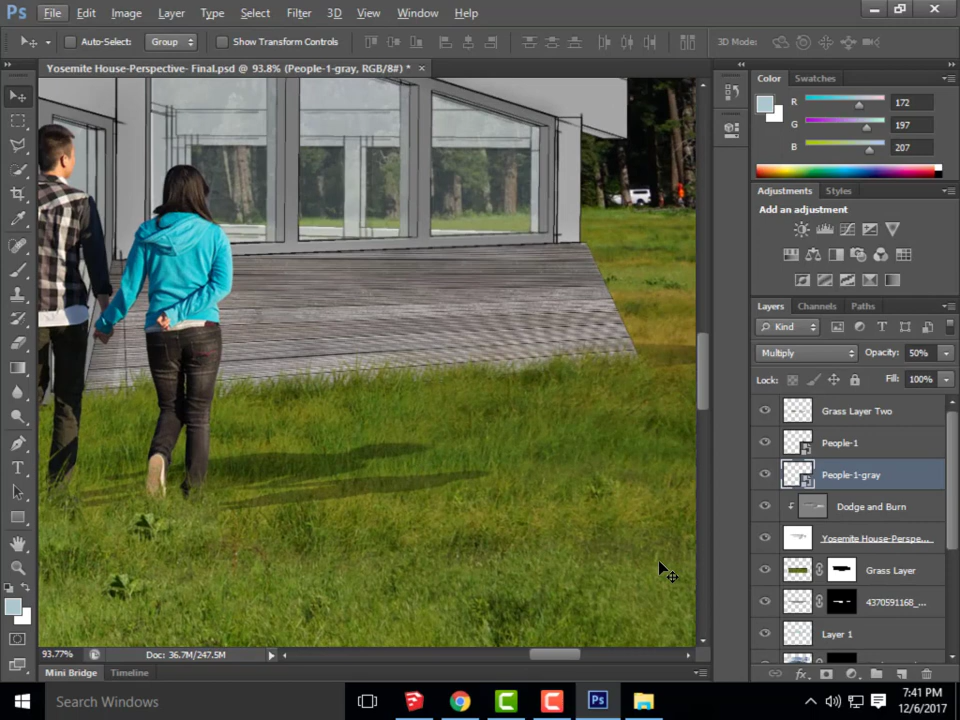 Ps File Edit Image Layer Type Select Filter 3D View Window Help
Auto-Select: Group Show Transform Controls 3D Mode:
Yosemite House-Perspective- Final.psd @ 93.8% (People-1-gray, RGB/8#) * ×
Color Swatches
R 172
G 197
B 207
Adjustments Styles
Add an adjustment
Layers Channels Paths
Kind
Multiply Opacity: 50%
Lock: Fill: 100%
Grass Layer Two
People-1
People-1-gray
Dodge and Burn
Yosemite House-Perspe...
Grass Layer
4370591168_...
Layer 1
93.77% Doc: 36.7M/247.5M
Mini Bridge Timeline
Search Windows
Ps
7:41 PM
12/6/2017